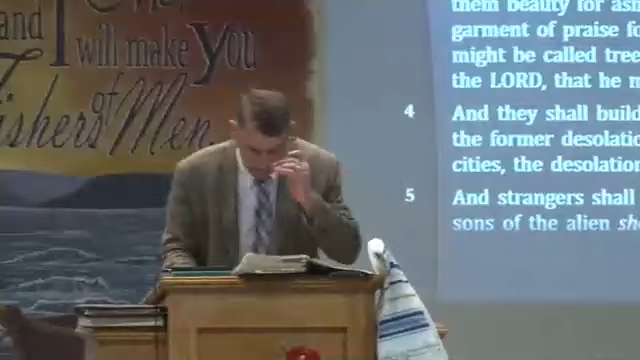 and I will make you
fishers of Men
them beauty for ash
garment of praise fo
might be called tree
the LORD, that he m
4 And they shall build
the former desolatio
cities, the desolation
5 And strangers shall
sons of the alien sh